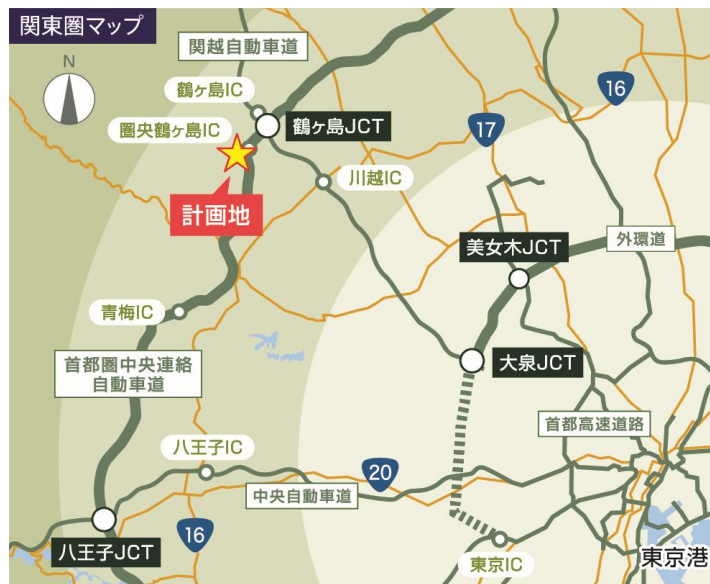 関東圏マップ
N
関越自動車道
鶴ヶ島IC
圏央鶴ヶ島IC
鶴ヶ島JCT
計画地
川越IC
17
16
美女木JCT
外環道
青梅IC
大泉JCT
首都圏中央連絡
自動車道
首都高速道路
八王子IC
20
中央自動車道
16
八王子JCT
東京IC
東京港